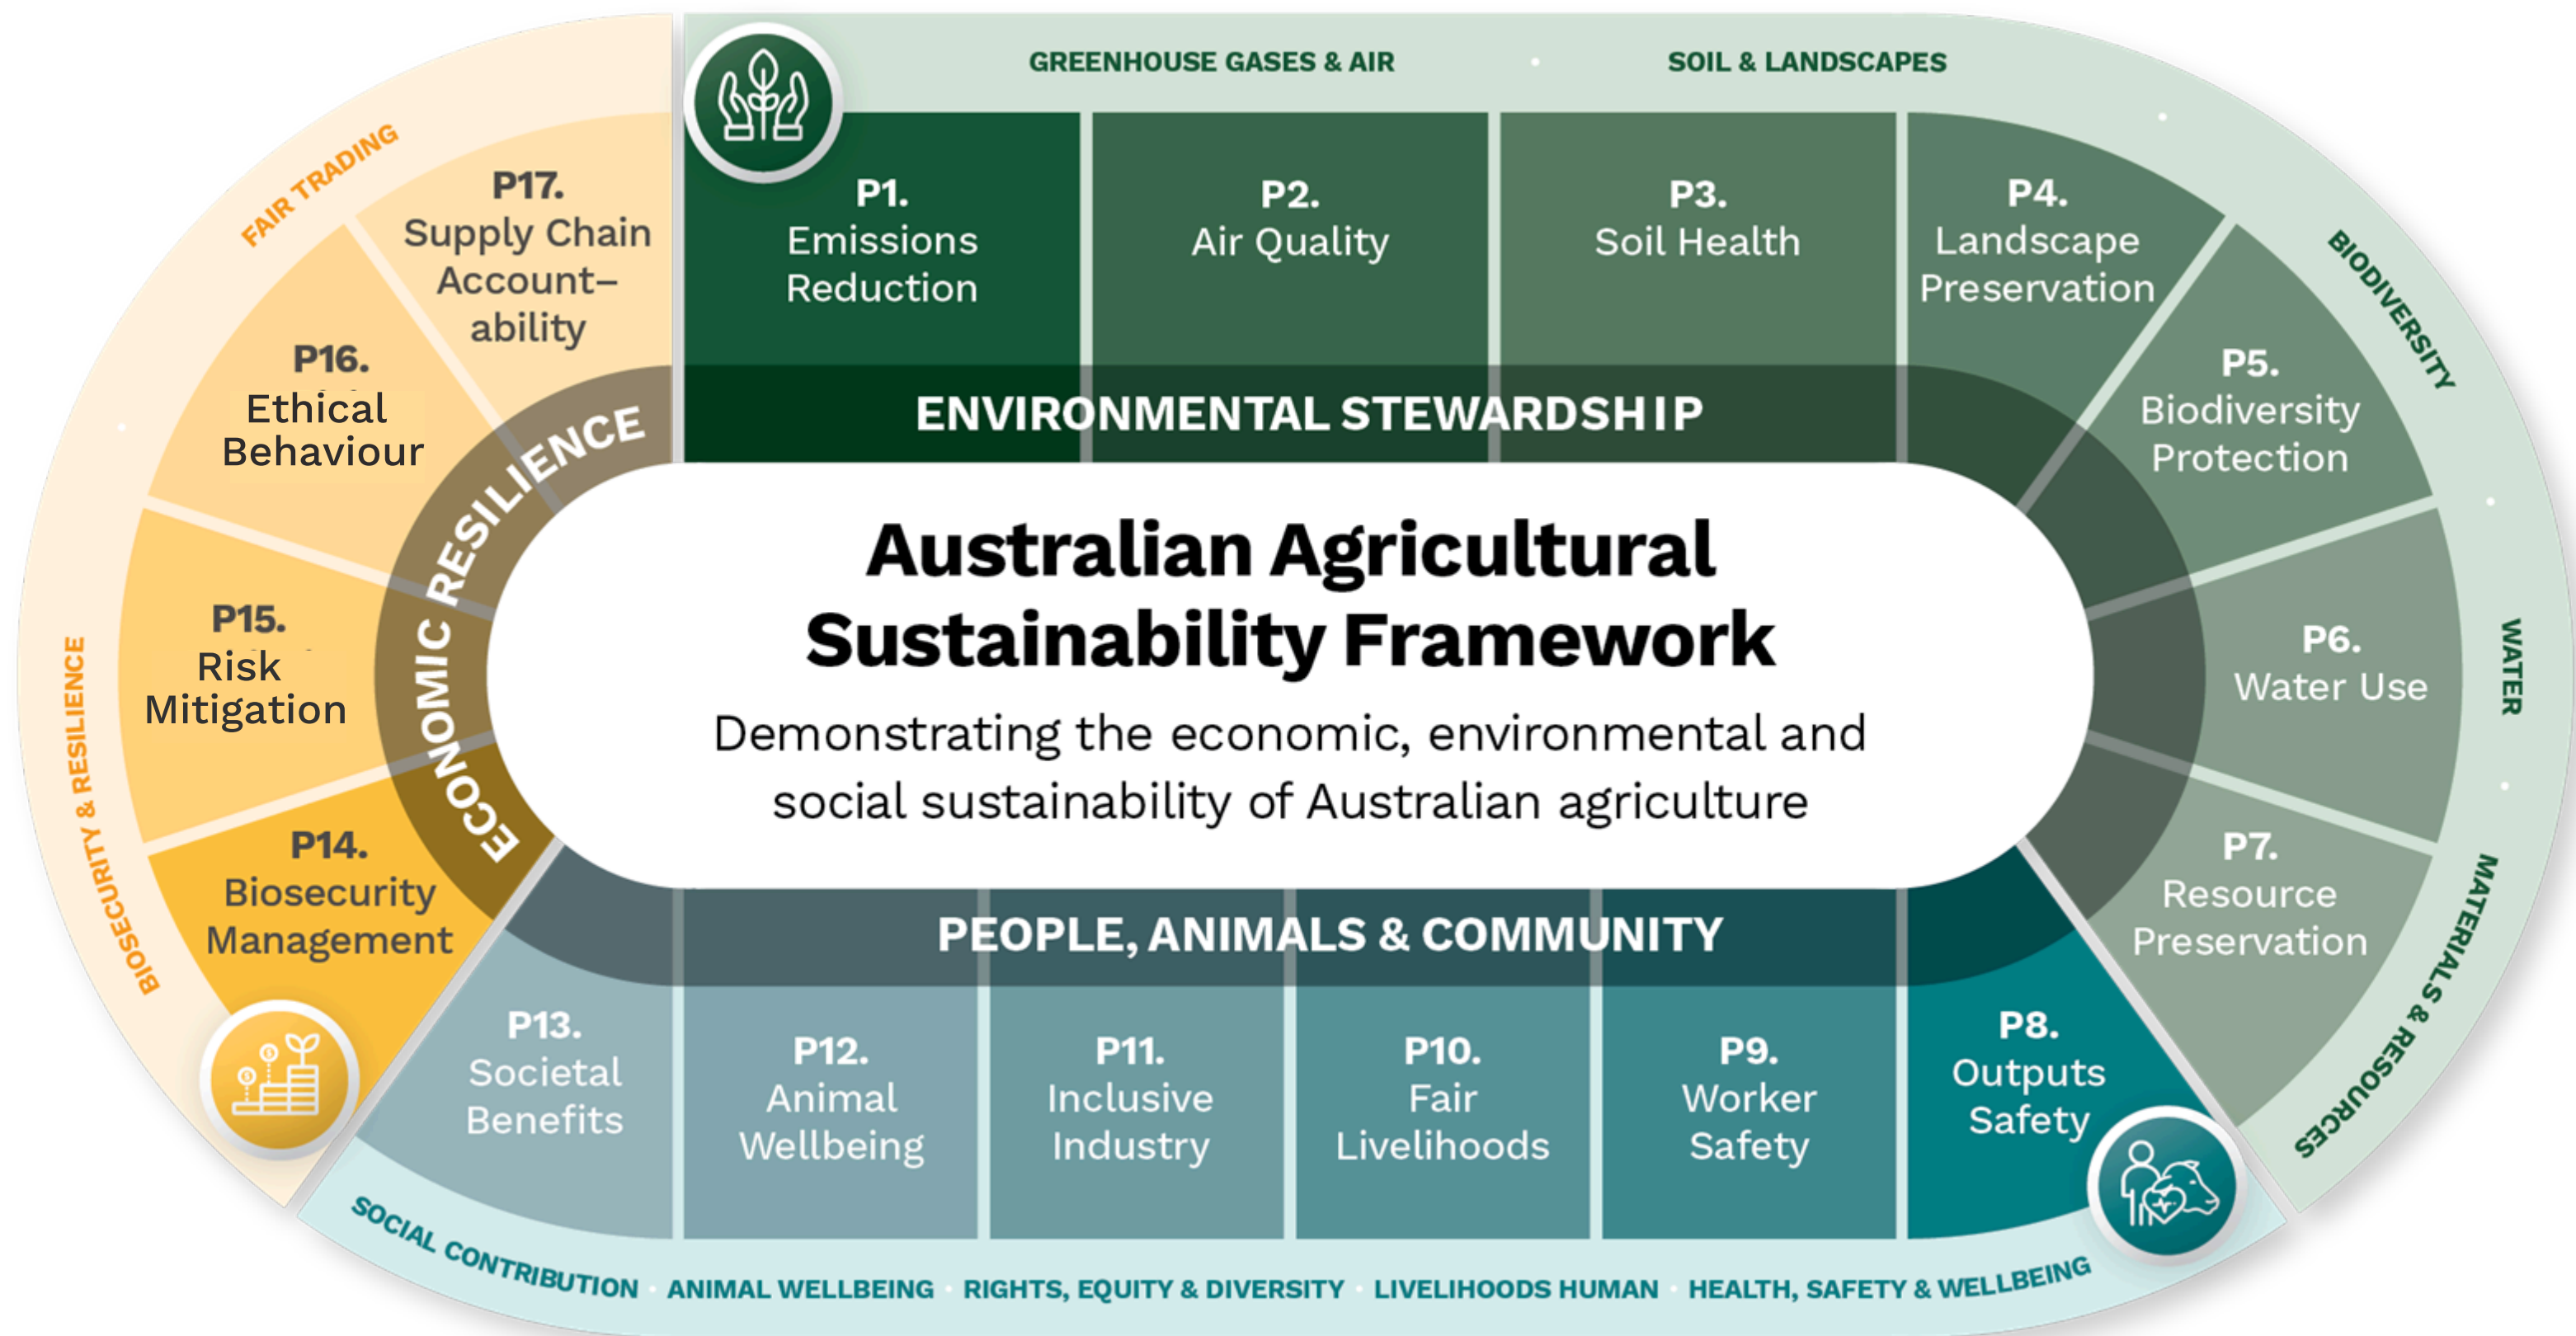 Australian Agricultural
Sustainability Framework
Demonstrating the economic, environmental and
social sustainability of Australian agriculture
ENVIRONMENTAL STEWARDSHIP
GREENHOUSE GASES & AIR
SOIL & LANDSCAPES
BIODIVERSITY
WATER
MATERIALS & RESOURCES
P1.
Emissions
Reduction
P2.
Air Quality
P3.
Soil Health
P4.
Landscape
Preservation
P5.
Biodiversity
Protection
P6.
Water Use
P7.
Resource
Preservation
PEOPLE, ANIMALS & COMMUNITY
P8.
Outputs
Safety
P9.
Worker
Safety
P10.
Fair
Livelihoods
P11.
Inclusive
Industry
P12.
Animal
Wellbeing
P13.
Societal
Benefits
SOCIAL CONTRIBUTION · ANIMAL WELLBEING · RIGHTS, EQUITY & DIVERSITY · LIVELIHOODS HUMAN · HEALTH, SAFETY & WELLBEING
ECONOMIC RESILIENCE
P14.
Biosecurity
Management
P15.
Risk
Mitigation
P16.
Ethical
Behaviour
P17.
Supply Chain
Account–
ability
BIOSECURITY & RESILIENCE
FAIR TRADING